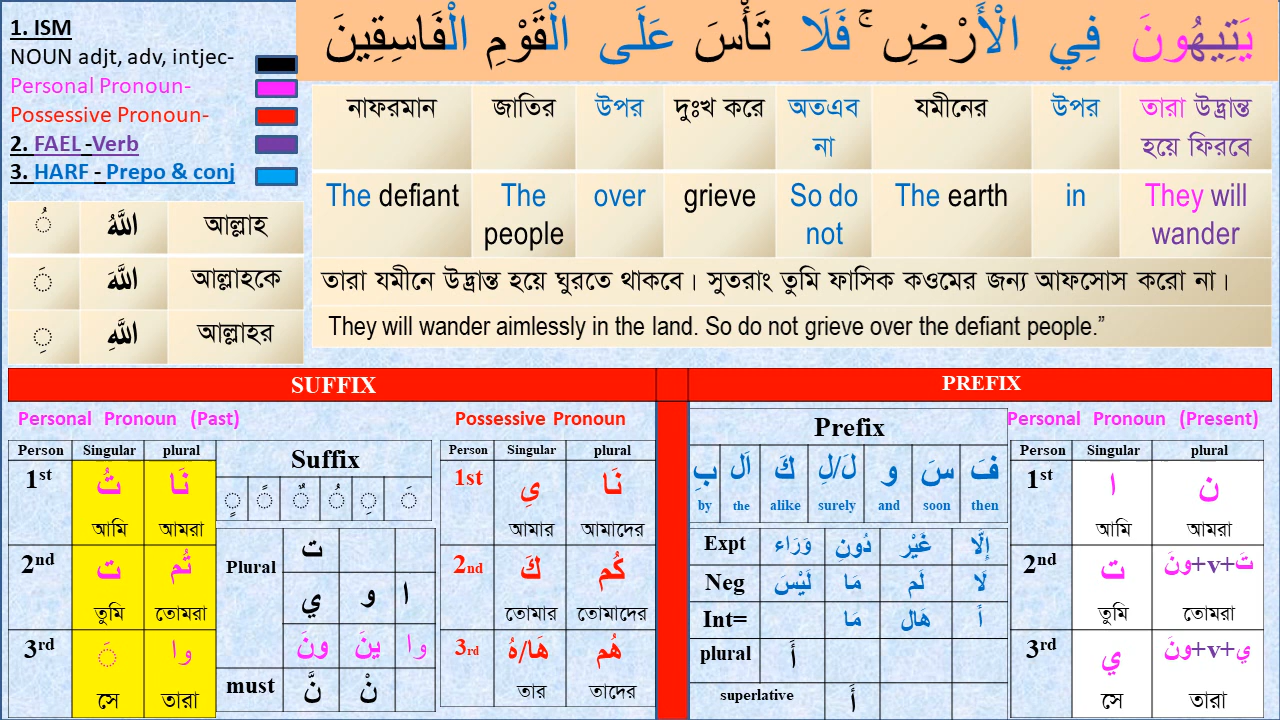 1. ISM
NOUN adjt, adv, intjec-
Personal Pronoun-
Possessive Pronoun-
2. FAEL -Verb
3. HARF - Prepo & conj
يَتِيهُونَ فِي الْأَرْضِ ۚ فَلَا تَأْسَ عَلَى الْقَوْمِ الْفَاسِقِينَ
নাফরমান জাতির উপর দুঃখ করে অতএব না যমীনের উপর তারা উদ্ভ্রান্ত হয়ে ফিরবে
The defiant The people over grieve So do not The earth in They will wander
তারা যমীনে উদ্ভ্রান্ত হয়ে ঘুরতে থাকবে। সুতরাং তুমি ফাসিক কওমের জন্য আফসোস করো না।
They will wander aimlessly in the land. So do not grieve over the defiant people.”
ُ اللَّهُ আল্লাহ
َ اللَّهَ আল্লাহকে
ِ اللَّهِ আল্লাহর
SUFFIX
Personal Pronoun (Past)
Person Singular plural
1st تُ نَا
আমি আমরা
2nd ت تُم
তুমি তোমরা
3rd َ وا
সে তারা
Suffix
ٍ ً ٌ ُ ِ َ
Plural ت
ي و ا
ونَ ينَ وا
must نَّ نْ
Possessive Pronoun
Person Singular plural
1st ي نَا
আমার আমাদের
2nd كَ كُم
তোমার তোমাদের
3rd هَا/هُ هُم
তার তাদের
PREFIX
Prefix
بِ اَل كَ لَ/لِ و سَ فَ
by the alike surely and soon then
Expt وَرَاء دُونِ غَيْر إِلَّا
Neg لَيْسَ مَا لَم لَا
Int= مَا هَال أَ
plural أَ
superlative أَ
Personal Pronoun (Present)
Person Singular plural
1st ا ن
আমি আমরা
2nd ت تَ+v+ونَ
তুমি তোমরা
3rd ي ي+v+ونَ
সে তারা